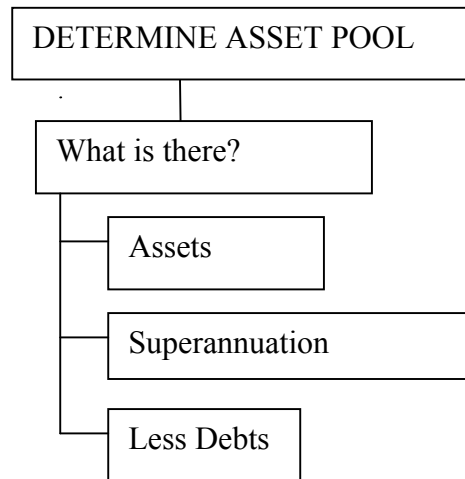 DETERMINE ASSET POOL
What is there?
Assets
Superannuation
Less Debts